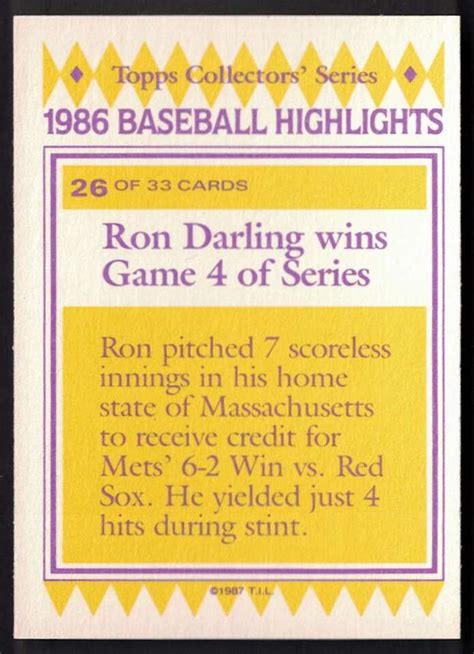 Topps Collectors' Series
1986 BASEBALL HIGHLIGHTS
26 OF 33 CARDS
Ron Darling wins
Game 4 of Series
Ron pitched 7 scoreless
innings in his home
state of Massachusetts
to receive credit for
Mets' 6-2 Win vs. Red
Sox. He yielded just 4
hits during stint.
©1987 T.I.L.